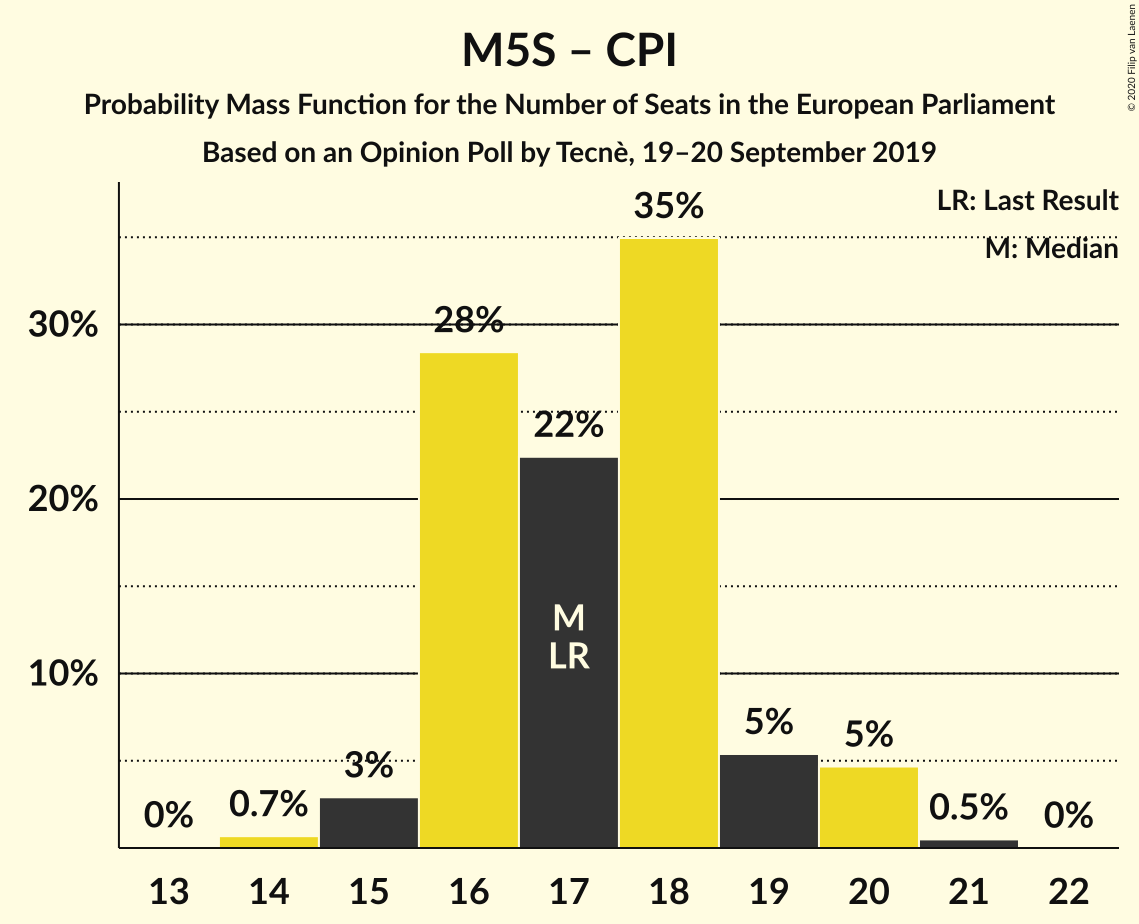 M5S – CPI
Probability Mass Function for the Number of Seats in the European Parliament
Based on an Opinion Poll by Tecnè, 19–20 September 2019
© 2020 Filip van Laenen
LR: Last Result
M: Median
30%
20%
10%
0%
0.7%
3%
28%
22%
35%
5%
5%
0.5%
0%
M
LR
13 14 15 16 17 18 19 20 21 22